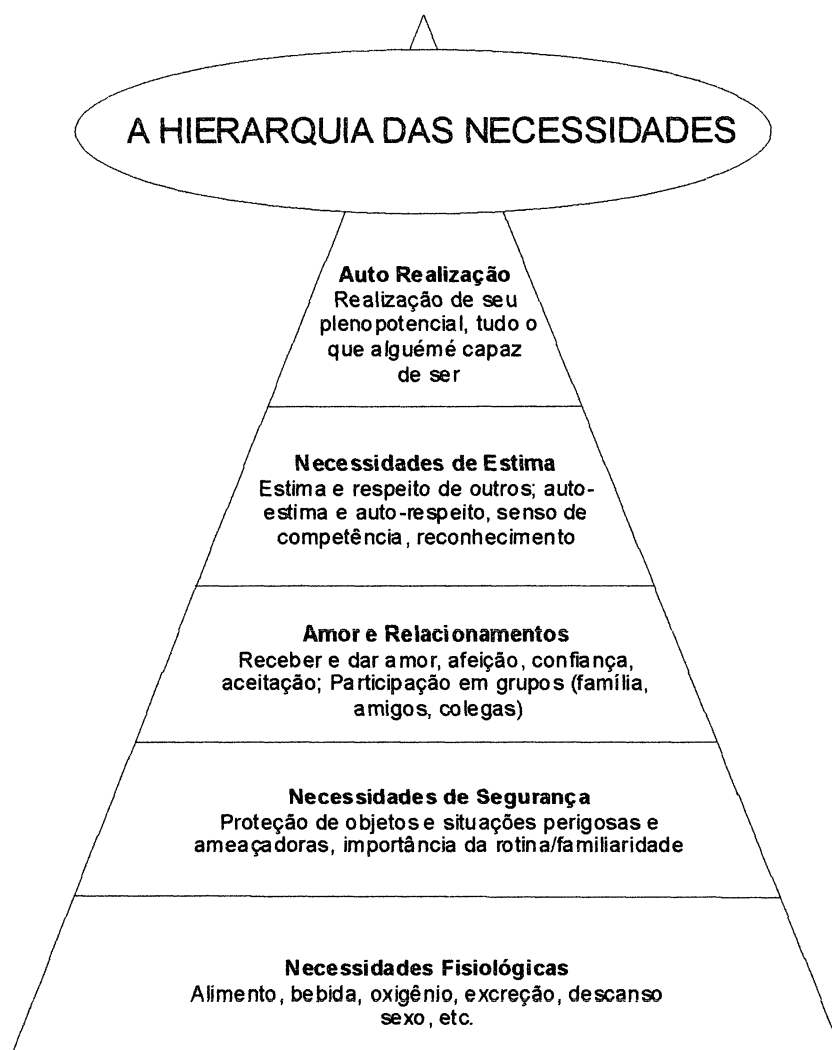 A HIERARQUIA DAS NECESSIDADES
Auto Realização
Realização de seu
plenopotencial, tudo o
que alguémé capaz
de ser
Necessidades de Estima
Estima e respeito de outros; auto-
estima e auto-respeito, senso de
competência, reconhecimento
Amor e Relacionamentos
Receber e dar amor, afeição, confiança,
aceitação; Participação em grupos (família,
amigos, colegas)
Necessidades de Segurança
Proteção de objetos e situações perigosas e
ameaçadoras, importância da rotina/familiaridade
Necessidades Fisiológicas
Alimento, bebida, oxigênio, excreção, descanso
sexo, etc.